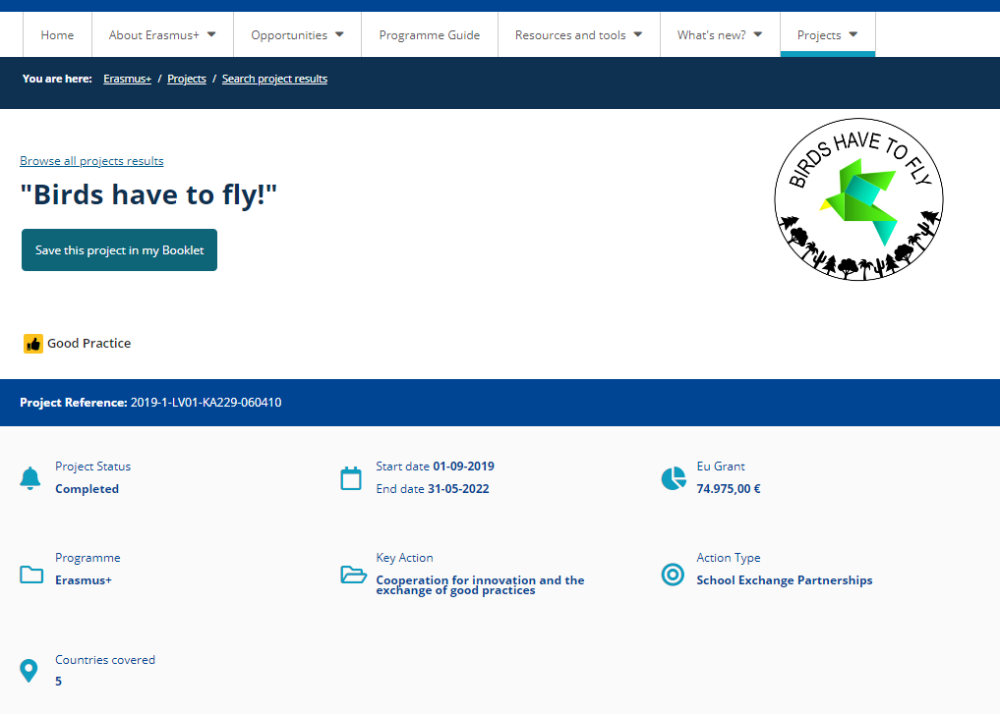 Home
About Erasmus+
Opportunities
Programme Guide
Resources and tools
What's new?
Projects
You are here: Erasmus+ / Projects / Search project results
BIRDS HAVE TO FLY
Browse all projects results
"Birds have to fly!"
Save this project in my Booklet
Good Practice
Project Reference: 2019-1-LV01-KA229-060410
Project Status
Completed
Start date 01-09-2019
End date 31-05-2022
Eu Grant
74.975,00 €
Programme
Erasmus+
Key Action
Cooperation for innovation and the
exchange of good practices
Action Type
School Exchange Partnerships
Countries covered
5